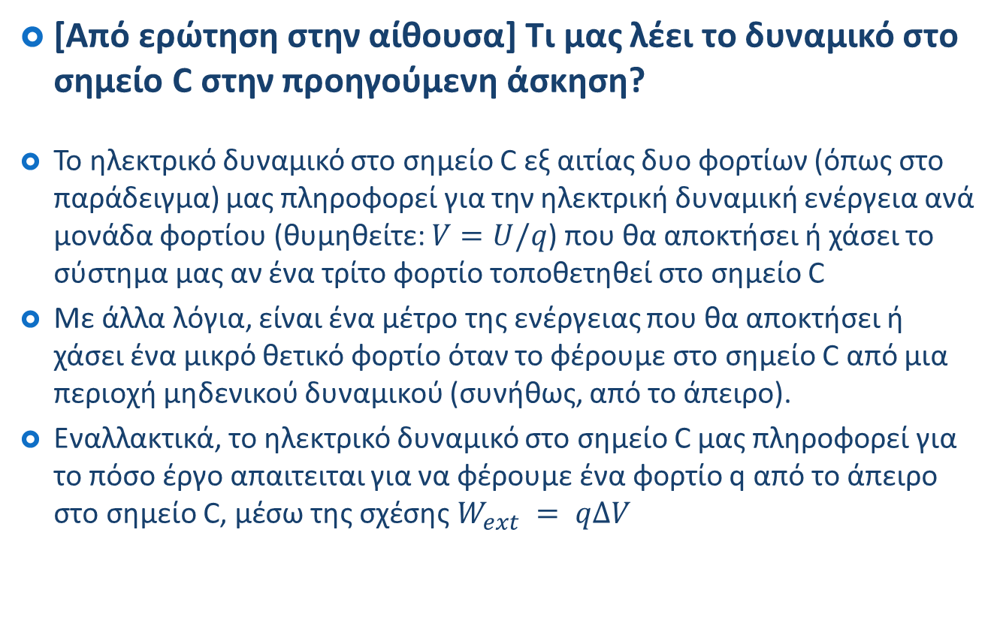 [Από ερώτηση στην αίθουσα] Τι μας λέει το δυναμικό στο
σημείο C στην προηγούμενη άσκηση?
Το ηλεκτρικό δυναμικό στο σημείο C εξ αιτίας δυο φορτίων (όπως στο
παράδειγμα) μας πληροφορεί για την ηλεκτρική δυναμική ενέργεια ανά
μονάδα φορτίου (θυμηθείτε: V = U/q) που θα αποκτήσει ή χάσει το
σύστημα μας αν ένα τρίτο φορτίο τοποθετηθεί στο σημείο C
Με άλλα λόγια, είναι ένα μέτρο της ενέργειας που θα αποκτήσει ή
χάσει ένα μικρό θετικό φορτίο όταν το φέρουμε στο σημείο C από μια
περιοχή μηδενικού δυναμικού (συνήθως, από το άπειρο).
Εναλλακτικά, το ηλεκτρικό δυναμικό στο σημείο C μας πληροφορεί για
το πόσο έργο απαιτειται για να φέρουμε ένα φορτίο q από το άπειρο
στο σημείο C, μέσω της σχέσης W_ext = qΔV